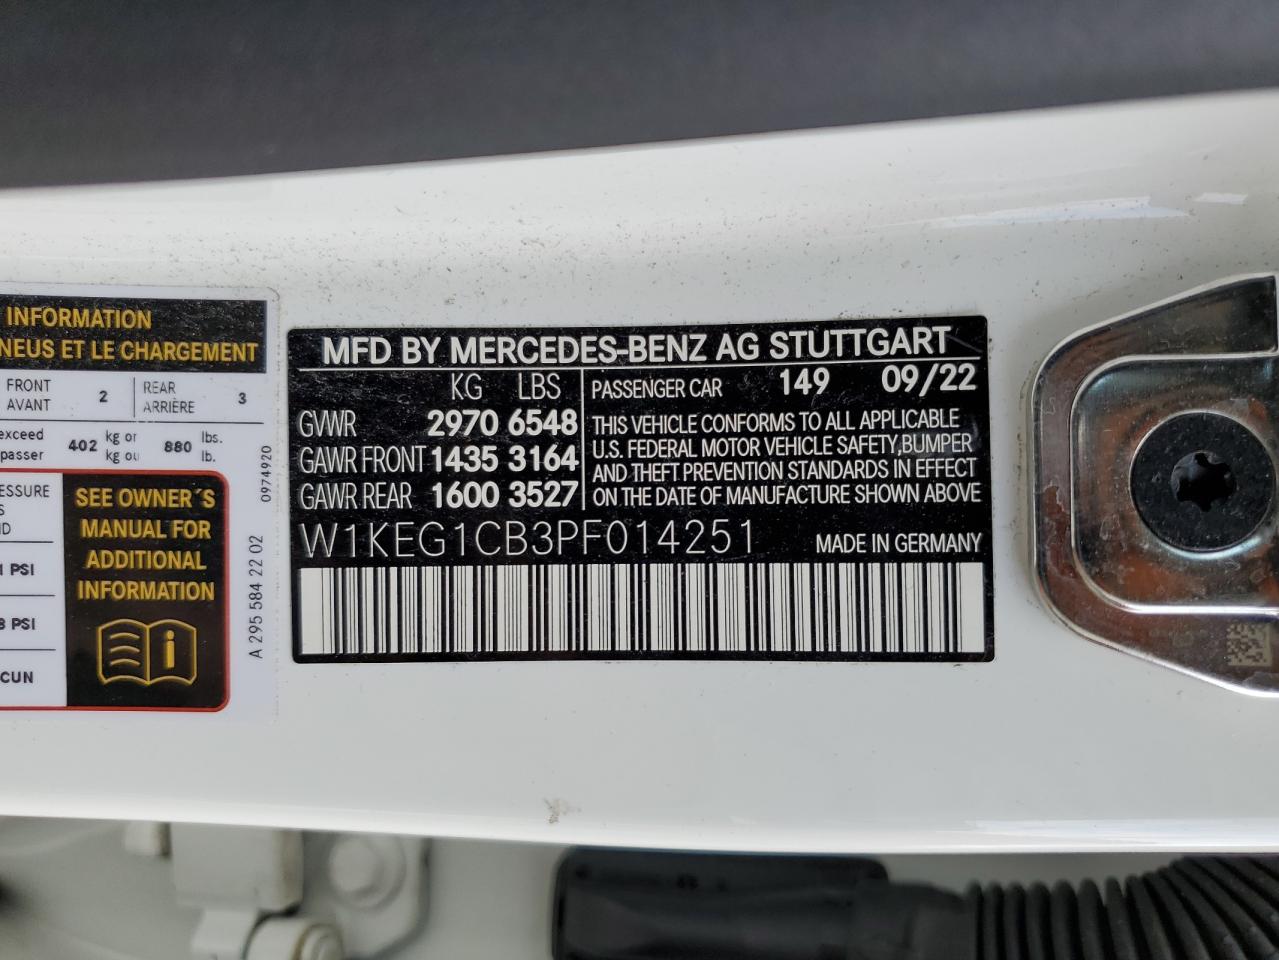 INFORMATION
NEUS ET LE CHARGEMENT
FRONT
AVANT
2
REAR
ARRIÈRE
3
exceed
passer
402
kg or
kg ou
880
lbs.
lb.
0974920
ESSURE
SEE OWNER´S
MANUAL FOR
ADDITIONAL
INFORMATION
1 PSI
8 PSI
CUN
A 295 584 22 02
MFD BY MERCEDES-BENZ AG STUTTGART
KG LBS
GVWR 2970 6548
GAWR FRONT 1435 3164
GAWR REAR 1600 3527
PASSENGER CAR 149 09/22
THIS VEHICLE CONFORMS TO ALL APPLICABLE
U.S. FEDERAL MOTOR VEHICLE SAFETY,BUMPER
AND THEFT PREVENTION STANDARDS IN EFFECT
ON THE DATE OF MANUFACTURE SHOWN ABOVE
W1KEG1CB3PF014251 MADE IN GERMANY